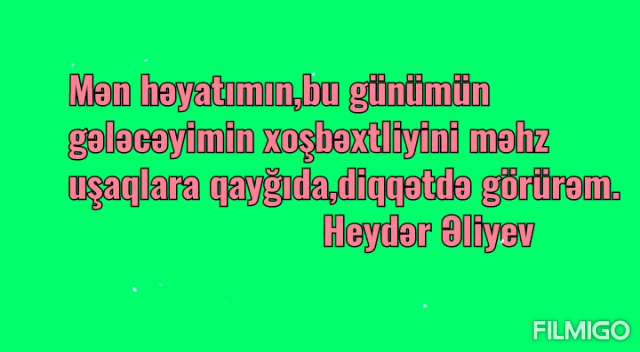 Mən həyatımın,bu günümün
gələcəyimin xoşbəxtliyini məhz
uşaqlara qayğıda,diqqətdə görürəm.
Heydər Əliyev
FILMIGO